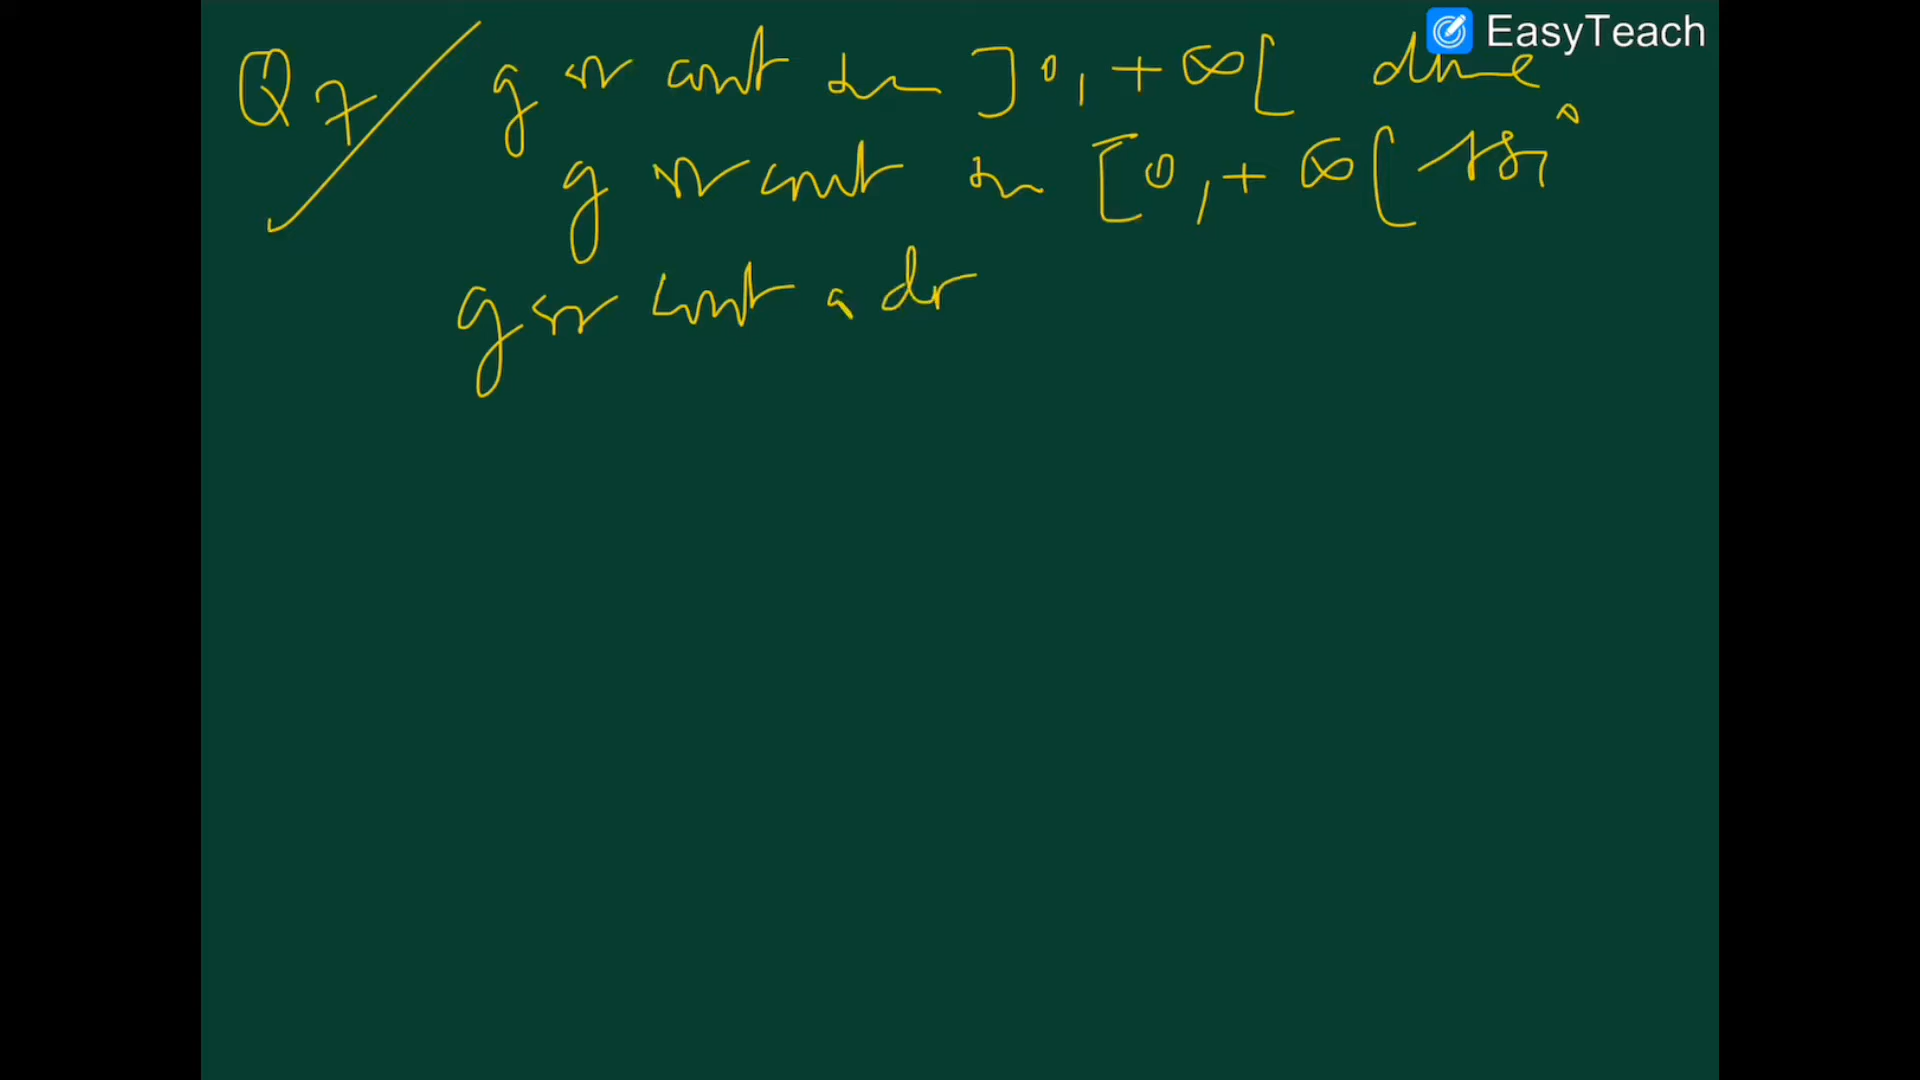 EasyTeach
Q7/ g est cont sur ]0, +∞[ donc
g est cont sur [0, +∞[ ssi
g est cont a dr